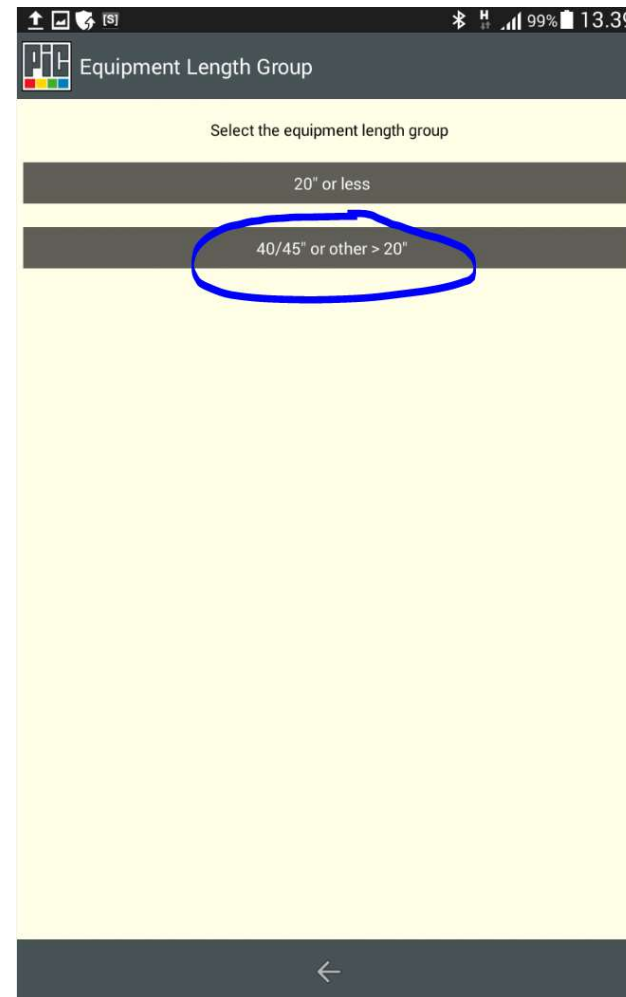 [S] H 99% 13.39
PiC Equipment Length Group
Select the equipment length group
20" or less
40/45" or other > 20"